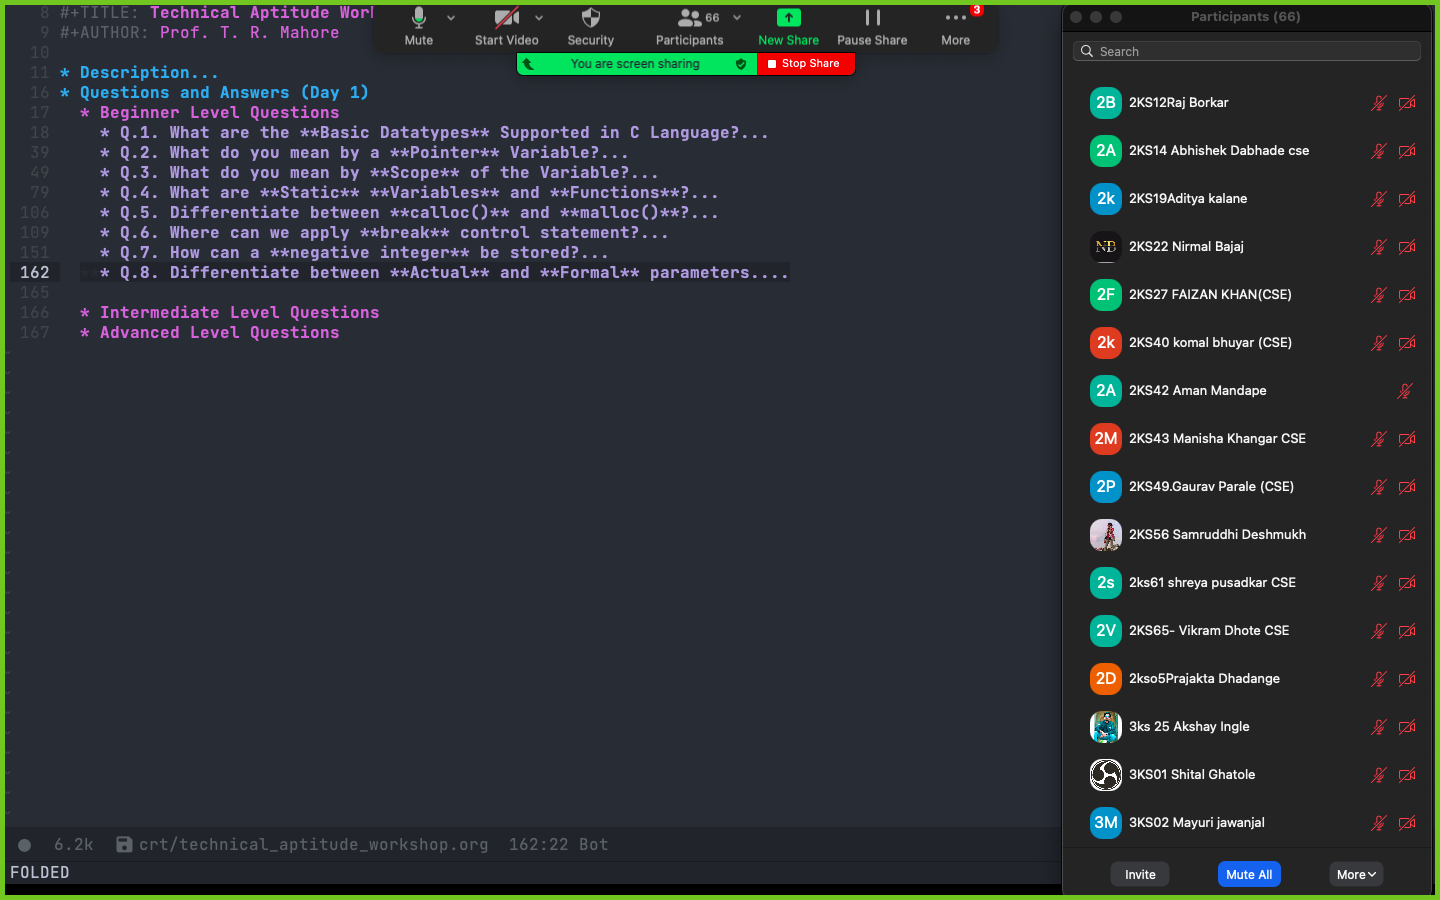 8 #+TITLE: Technical Aptitude Work
9 #+AUTHOR: Prof. T. R. Mahore
10
11 * Description...
16 * Questions and Answers (Day 1)
17 * Beginner Level Questions
18 * Q.1. What are the **Basic Datatypes** Supported in C Language?...
39 * Q.2. What do you mean by a **Pointer** Variable?...
49 * Q.3. What do you mean by **Scope** of the Variable?...
79 * Q.4. What are **Static** **Variables** and **Functions**?...
106 * Q.5. Differentiate between **calloc()** and **malloc()**?...
109 * Q.6. Where can we apply **break** control statement?...
151 * Q.7. How can a **negative integer** be stored?...
162 * Q.8. Differentiate between **Actual** and **Formal** parameters....
165
166 * Intermediate Level Questions
167 * Advanced Level Questions
6.2k crt/technical_aptitude_workshop.org 162:22 Bot
FOLDED
Mute
Start Video
Security
66
Participants
New Share
Pause Share
3
More
You are screen sharing
Stop Share
Participants (66)
Search
2B 2KS12Raj Borkar
2A 2KS14 Abhishek Dabhade cse
2k 2KS19Aditya kalane
NB 2KS22 Nirmal Bajaj
2F 2KS27 FAIZAN KHAN(CSE)
2k 2KS40 komal bhuyar (CSE)
2A 2KS42 Aman Mandape
2M 2KS43 Manisha Khangar CSE
2P 2KS49.Gaurav Parale (CSE)
2KS56 Samruddhi Deshmukh
2s 2ks61 shreya pusadkar CSE
2V 2KS65- Vikram Dhote CSE
2D 2kso5Prajakta Dhadange
3ks 25 Akshay Ingle
3KS01 Shital Ghatole
3M 3KS02 Mayuri jawanjal
Invite
Mute All
More